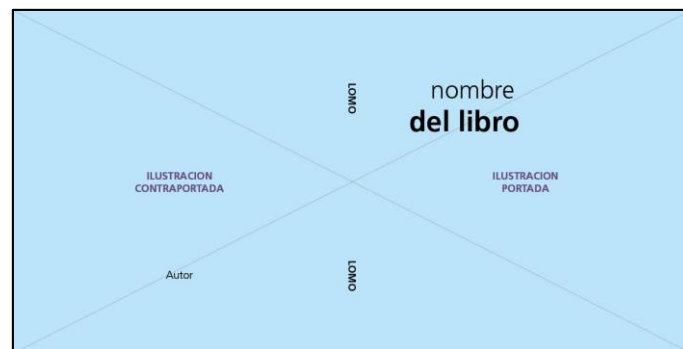 nombre
del libro
LOMO
ILUSTRACION
CONTRAPORTADA
ILUSTRACION
PORTADA
Autor
LOMO